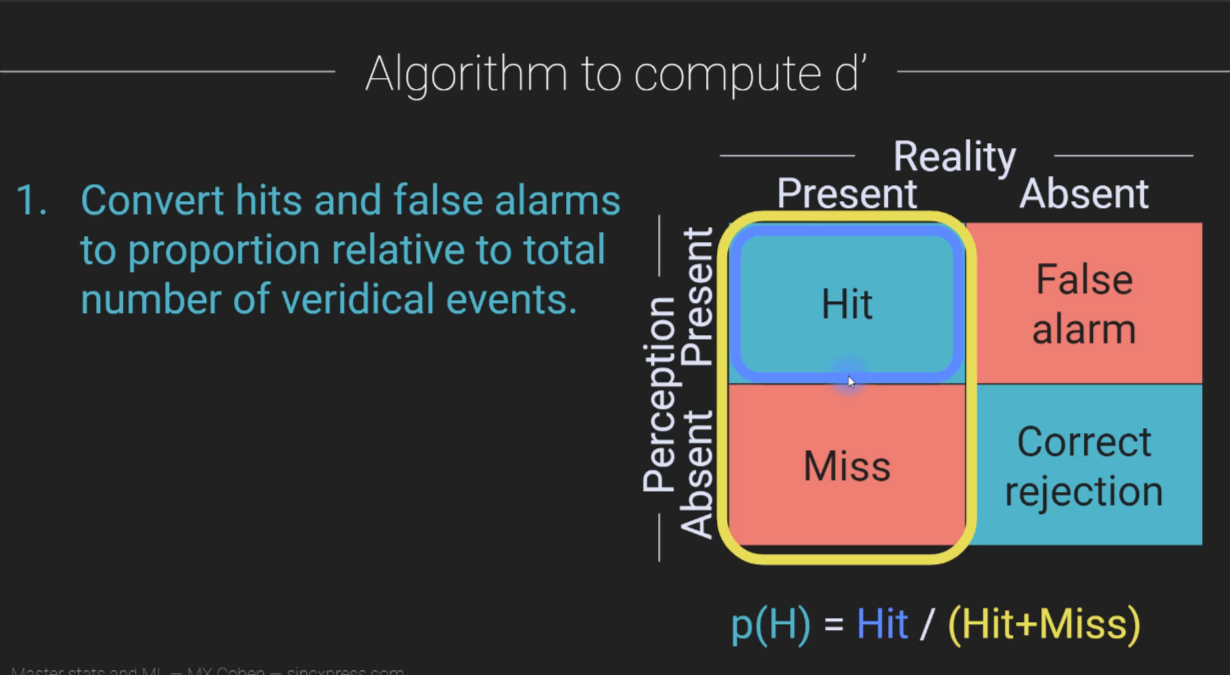 Algorithm to compute d’
1. Convert hits and false alarms
to proportion relative to total
number of veridical events.
Reality
Present Absent
Perception
Present
Absent
Hit
False
alarm
Miss
Correct
rejection
p(H) = Hit / (Hit+Miss)
Master stats and ML – MX Cohen – sincxpress.com